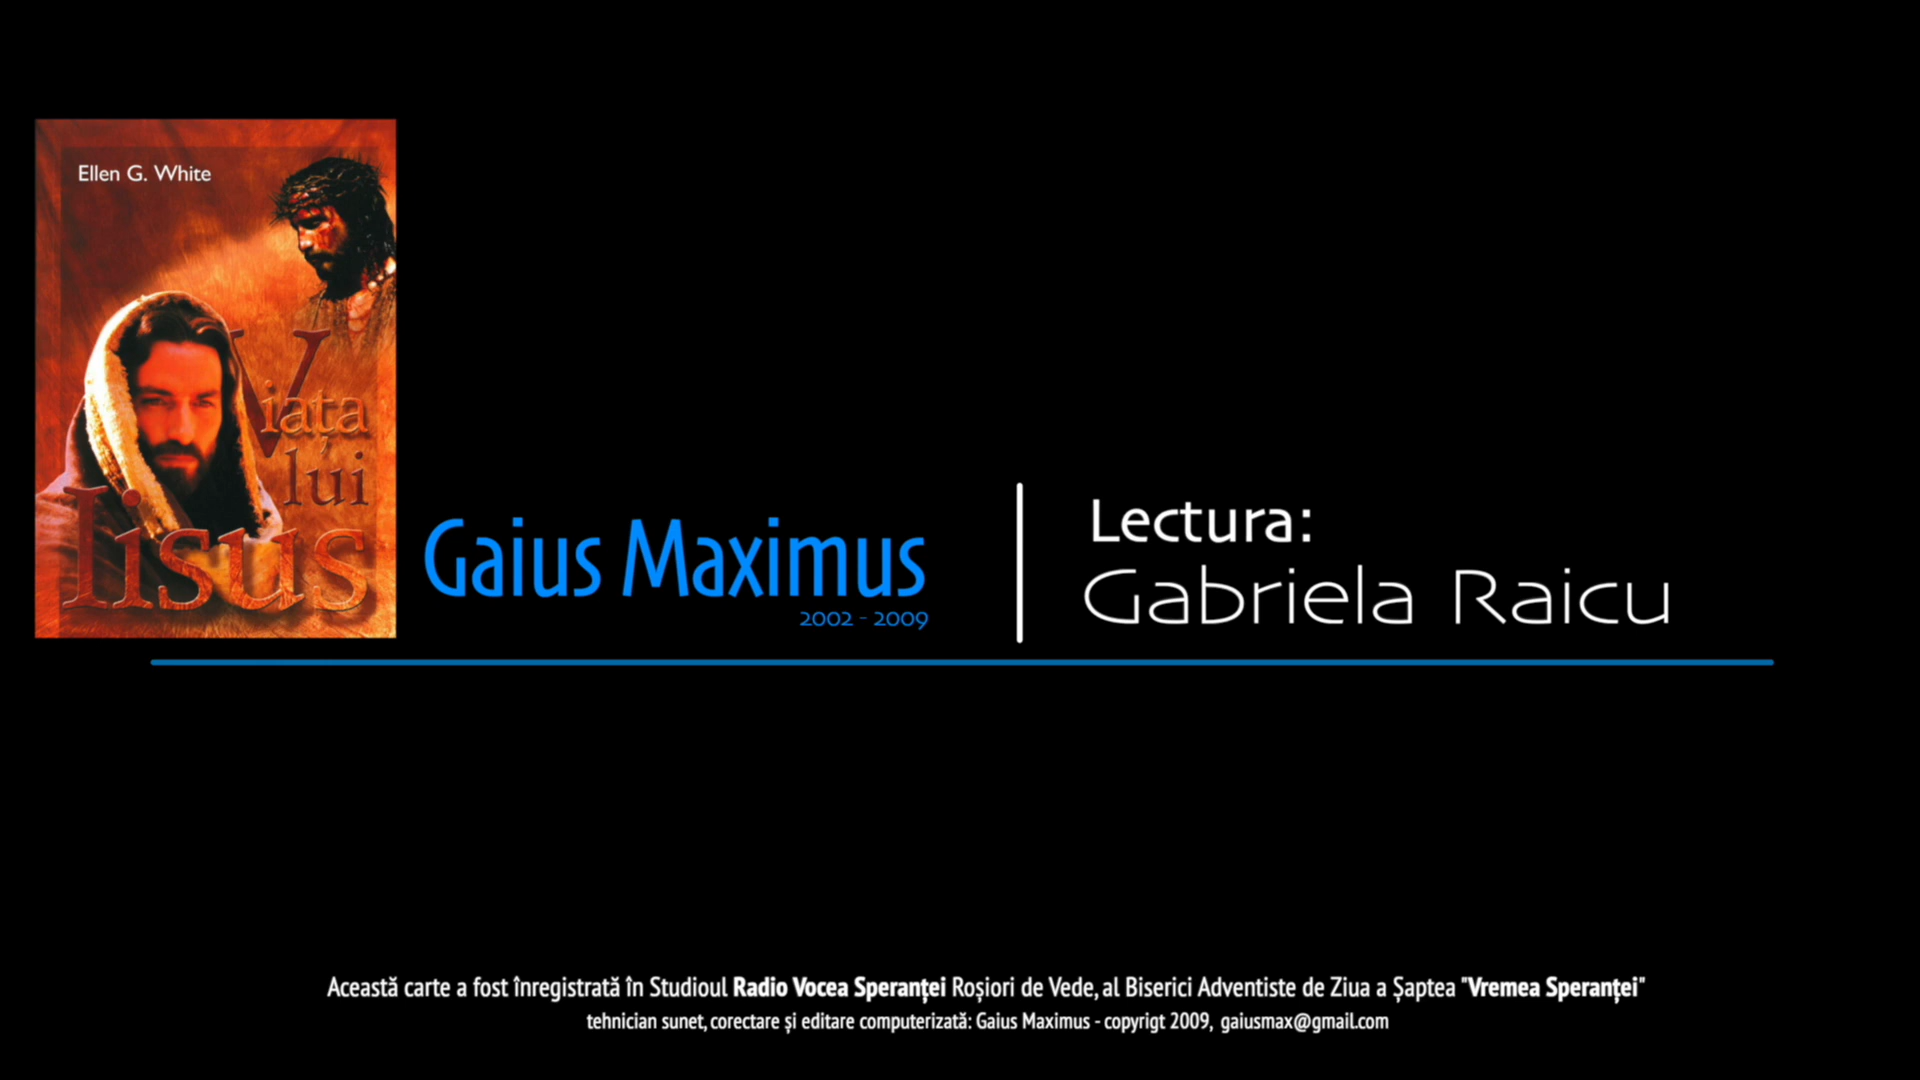 Ellen G. White
Viața
lui
Iisus
Gaius Maximus
2002 - 2009
Lectura:
Gabriela Raicu
Această carte a fost înregistrată în Studioul Radio Vocea Speranței Roșiori de Vede, al Biserici Adventiste de Ziua a Șaptea "Vremea Speranței"
tehnician sunet, corectare și editare computerizată: Gaius Maximus - copyrigt 2009, gaiusmax@gmail.com